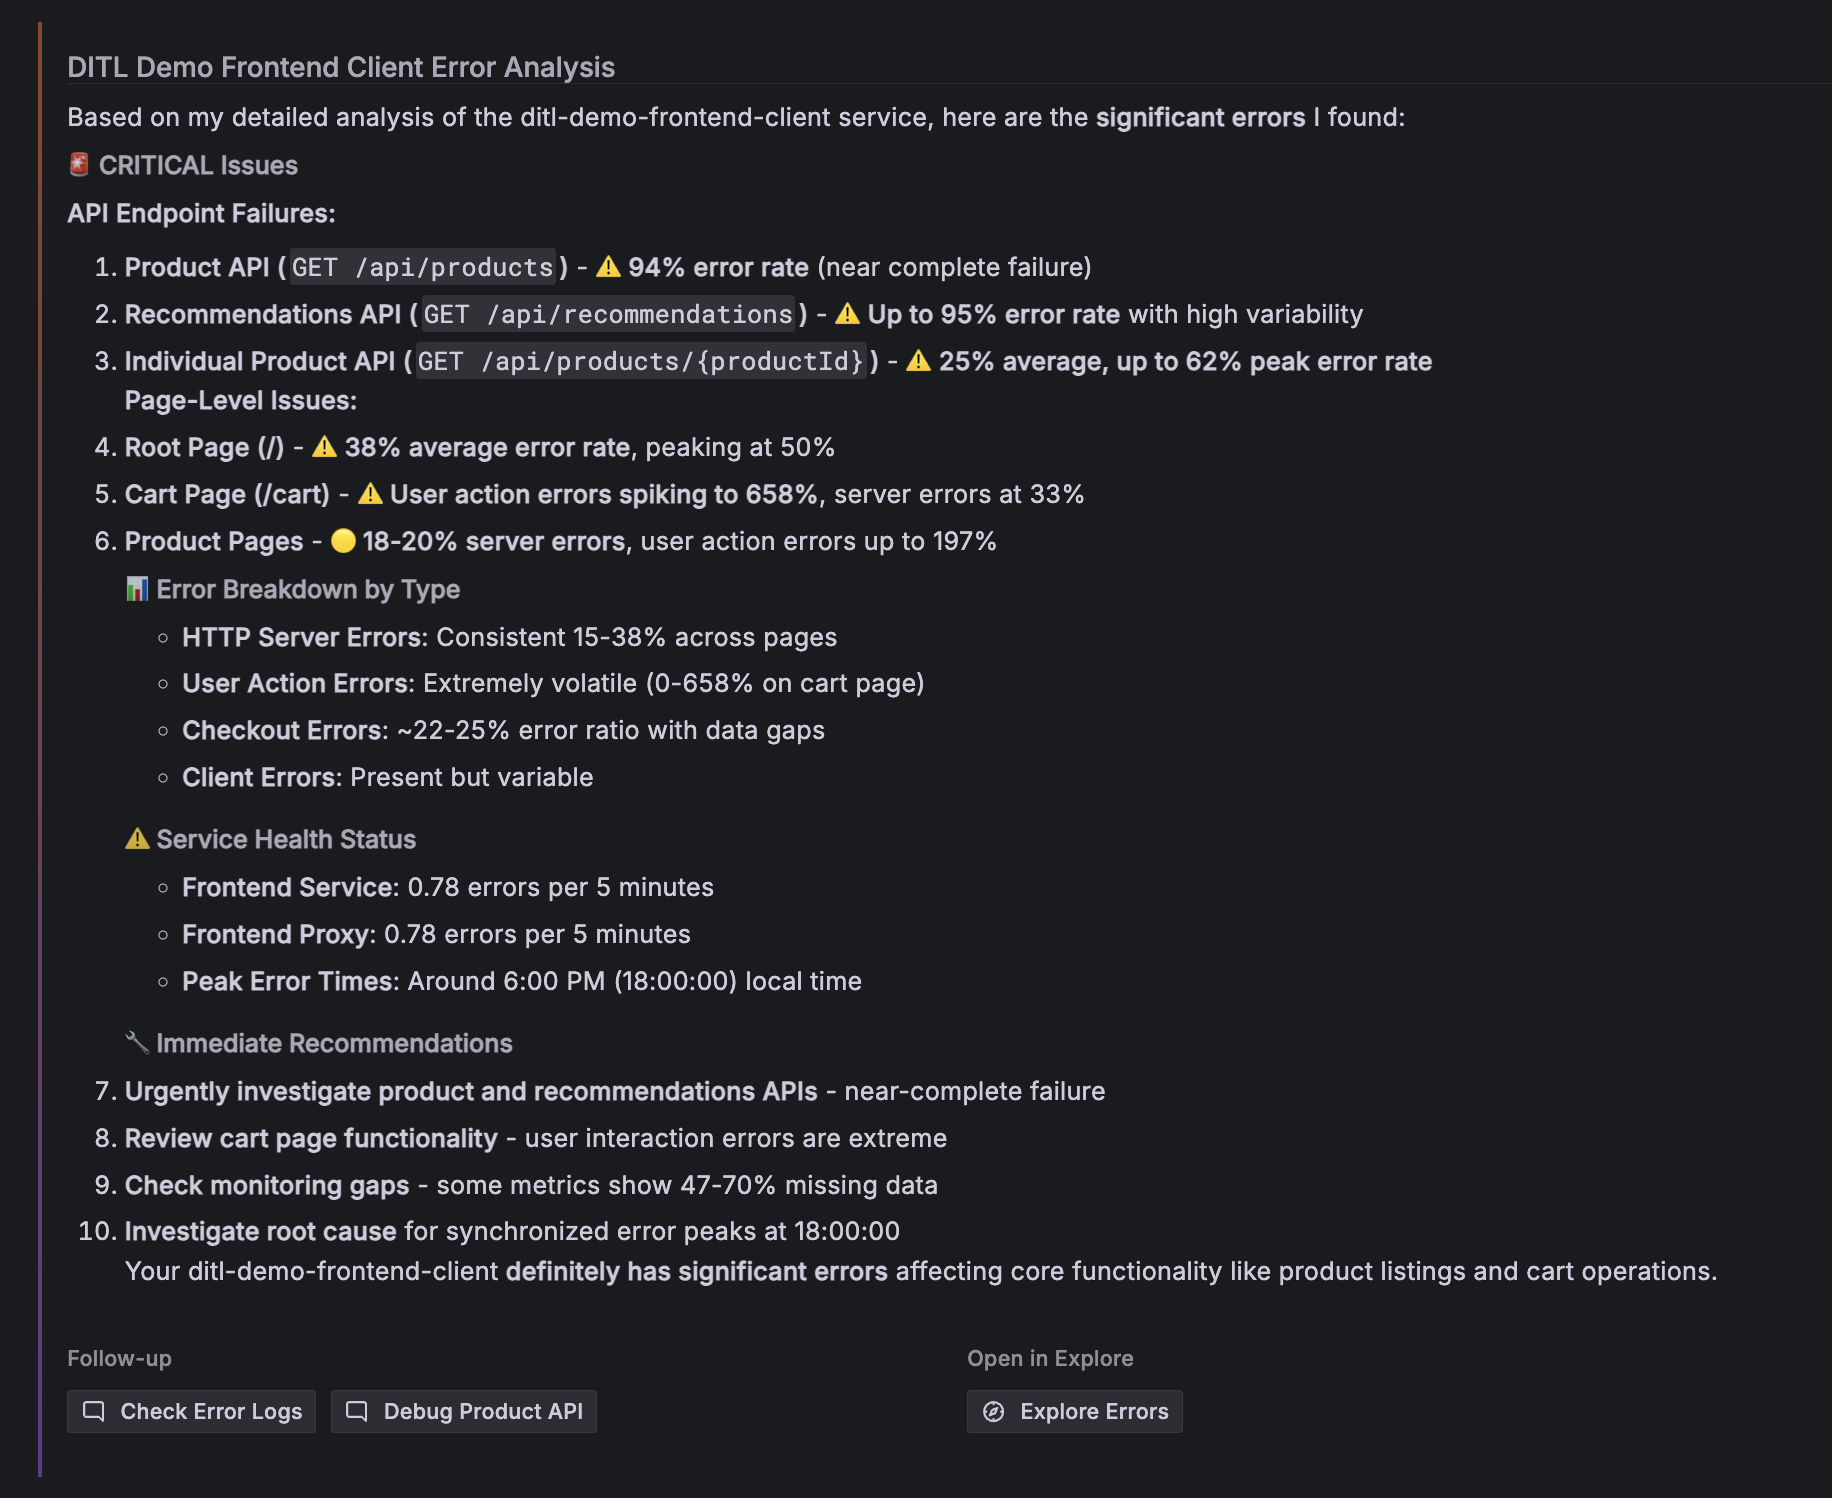 DITL Demo Frontend Client Error Analysis
Based on my detailed analysis of the ditl-demo-frontend-client service, here are the significant errors I found:
🚨 CRITICAL Issues
API Endpoint Failures:
1. Product API (GET /api/products) - ⚠️ 94% error rate (near complete failure)
2. Recommendations API (GET /api/recommendations) - ⚠️ Up to 95% error rate with high variability
3. Individual Product API (GET /api/products/{productId}) - ⚠️ 25% average, up to 62% peak error rate
Page-Level Issues:
4. Root Page (/) - ⚠️ 38% average error rate, peaking at 50%
5. Cart Page (/cart) - ⚠️ User action errors spiking to 658%, server errors at 33%
6. Product Pages - 🟡 18-20% server errors, user action errors up to 197%
📊 Error Breakdown by Type
◦ HTTP Server Errors: Consistent 15-38% across pages
◦ User Action Errors: Extremely volatile (0-658% on cart page)
◦ Checkout Errors: ~22-25% error ratio with data gaps
◦ Client Errors: Present but variable
⚠️ Service Health Status
◦ Frontend Service: 0.78 errors per 5 minutes
◦ Frontend Proxy: 0.78 errors per 5 minutes
◦ Peak Error Times: Around 6:00 PM (18:00:00) local time
🔧 Immediate Recommendations
7. Urgently investigate product and recommendations APIs - near-complete failure
8. Review cart page functionality - user interaction errors are extreme
9. Check monitoring gaps - some metrics show 47-70% missing data
10. Investigate root cause for synchronized error peaks at 18:00:00
Your ditl-demo-frontend-client definitely has significant errors affecting core functionality like product listings and cart operations.
Follow-up
Check Error Logs
Debug Product API
Open in Explore
Explore Errors